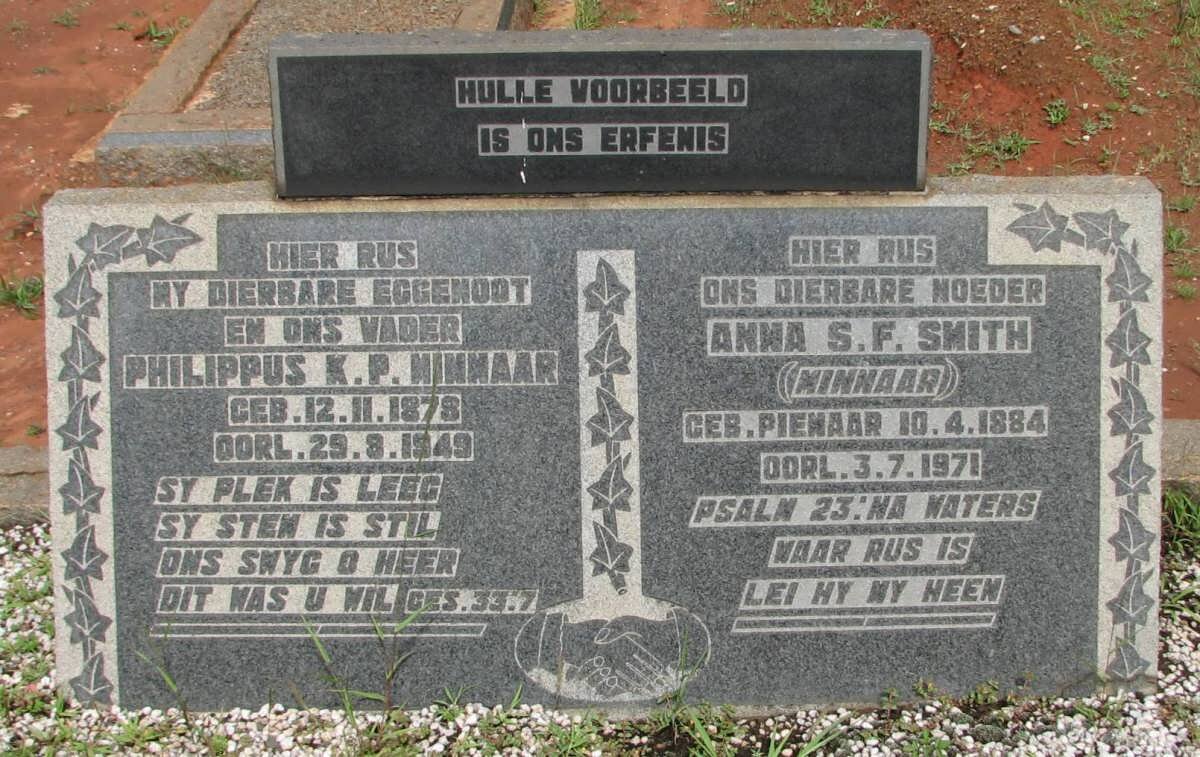 HULLE VOORBEELD
IS ONS ERFENIS
HIER RUS
MY DIERBARE EGGENOOT
EN ONS VADER
PHILIPPUS K.P. MINNAAR
GEB. 12.11.1878
OORL. 29.8.1949
SY PLEK IS LEEG
SY STEM IS STIL
ONS SWYG O HEER
DIT WAS U WIL GES. 33.7
HIER RUS
ONS DIERBARE MOEDER
ANNA S.F. SMITH
(MINNAAR)
GEB. PIENAAR 10.4.1884
OORL. 3.7.1971
PSALM 23:'NA WATERS
WAAR RUS IS
LEI HY MY HEEN